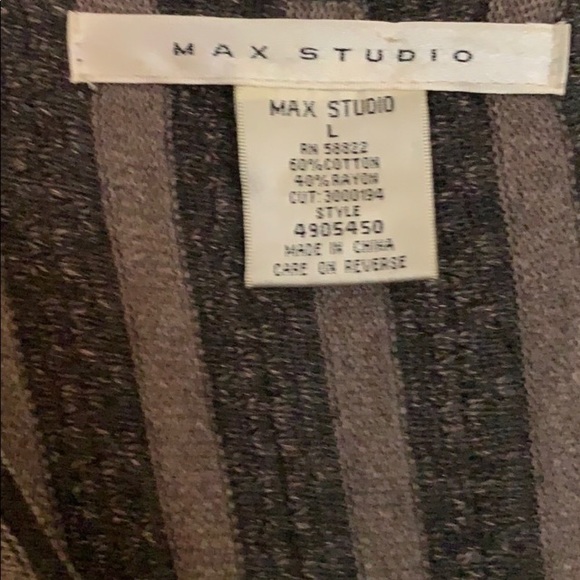 MAX STUDIO
MAX STUDIO
L
RN 58822
60% COTTON
40% RAYON
CUT: 3000194
STYLE
4905450
MADE IN CHINA
CARE ON REVERSE